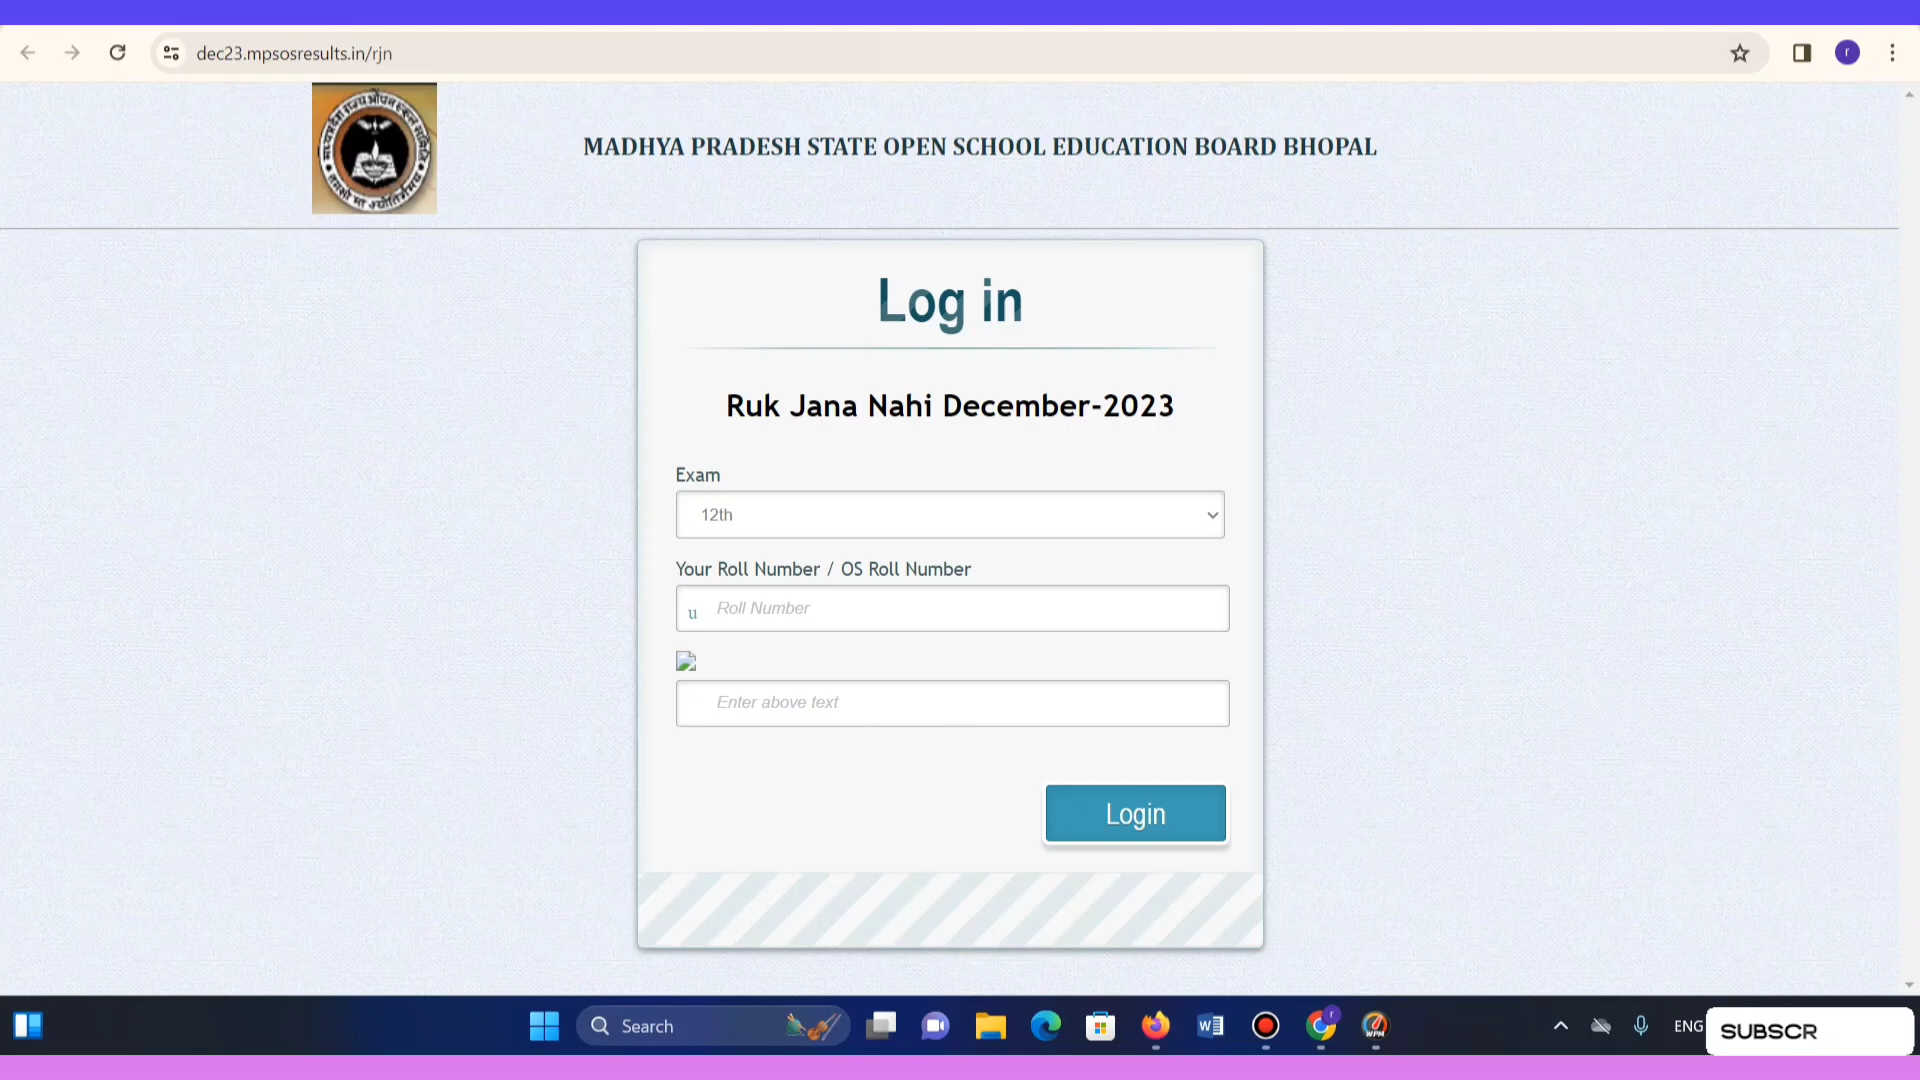 dec23.mpsosresults.in/rjn
r
MADHYA PRADESH STATE OPEN SCHOOL EDUCATION BOARD BHOPAL
Log in
Ruk Jana Nahi December-2023
Exam
12th
Your Roll Number / OS Roll Number
u Roll Number
Enter above text
Login
Search
WPM
ENG
SUBSCR